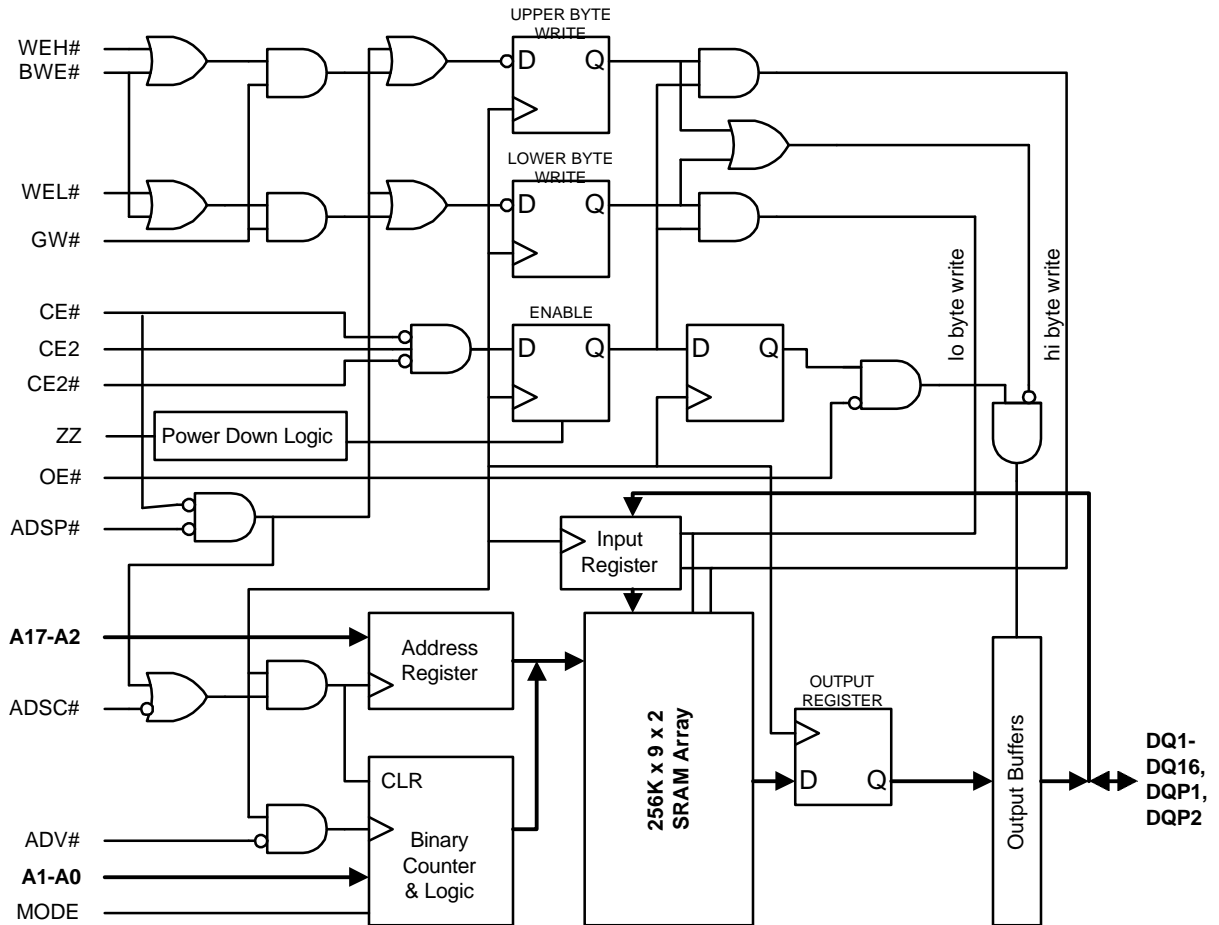 UPPER BYTE
WRITE
WEH#
BWE#
D
Q
LOWER BYTE
WRITE
WEL#
D
Q
GW#
lo byte write
hi byte write
CE#
ENABLE
CE2
D
Q
D
Q
CE2#
ZZ
Power Down Logic
OE#
ADSP#
Input
Register
A17-A2
Address
Register
ADSC#
OUTPUT
REGISTER
256K x 9 x 2
SRAM Array
CLR
D
Q
Output Buffers
DQ1-
DQ16,
DQP1,
DQP2
ADV#
Binary
Counter
& Logic
A1-A0
MODE